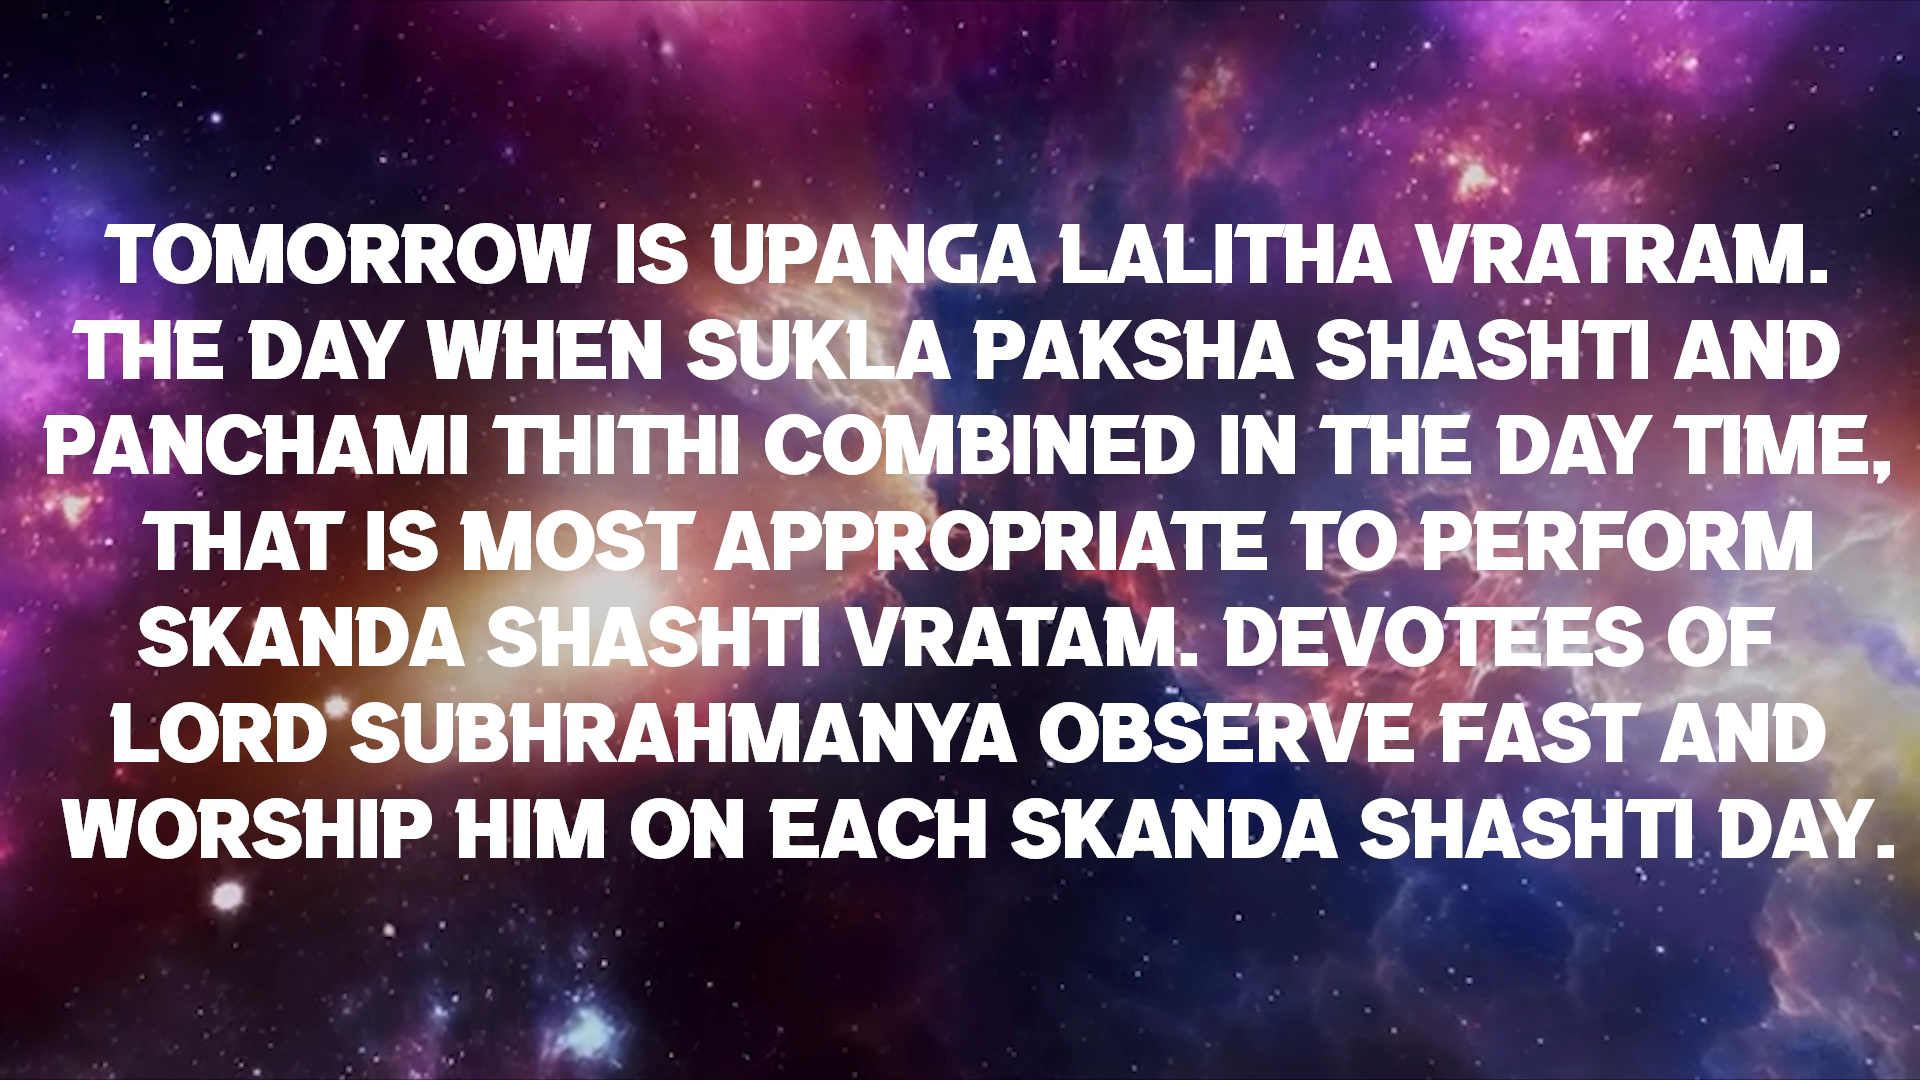 TOMORROW IS UPANGA LALITHA VRATRAM.
THE DAY WHEN SUKLA PAKSHA SHASHTI AND
PANCHAMI THITHI COMBINED IN THE DAY TIME,
THAT IS MOST APPROPRIATE TO PERFORM
SKANDA SHASHTI VRATAM. DEVOTEES OF
LORD SUBHRAHMANYA OBSERVE FAST AND
WORSHIP HIM ON EACH SKANDA SHASHTI DAY.